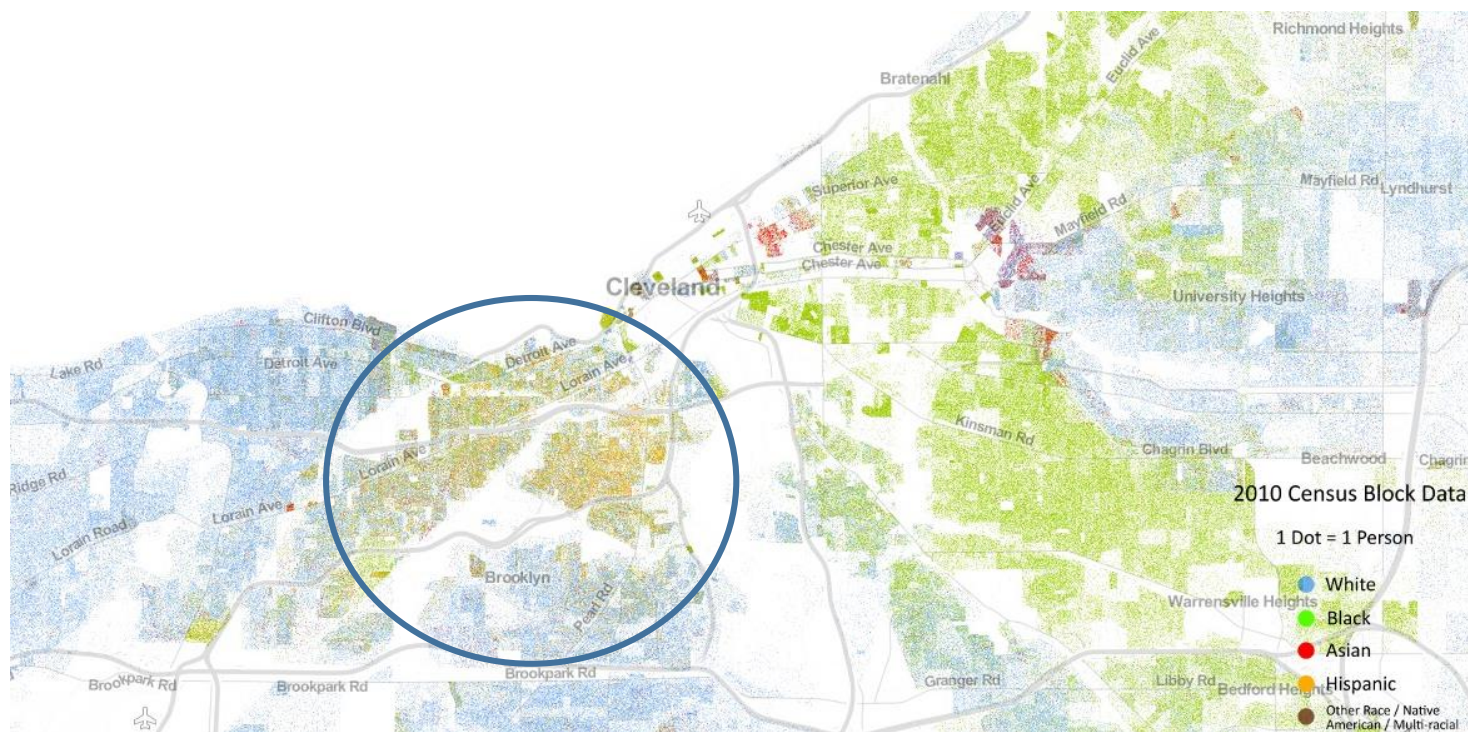 Richmond Heights
Euclid Ave
Bratenahl
Superior Ave
Mayfield Rd
Lyndhurst
Euclid Ave
Mayfield Rd
Chester Ave
Chester Ave
Cleveland
University Heights
Clifton Blvd
Detroit Ave
Detroit Ave
Lake Rd
Lorain Ave
Kinsman Rd
Chagrin Blvd
Beachwood
Chagrin
Lorain Ave
Ridge Rd
Lorain Ave
Lorain Road
Brooklyn
Pearl Rd
Warrensville Heights
Brookpark Rd
Brookpark Rd
Brookpark Rd
Granger Rd
Libby Rd
Bedford Heights
2010 Census Block Data
1 Dot = 1 Person
White
Black
Asian
Hispanic
Other Race / Native
American / Multi-racial